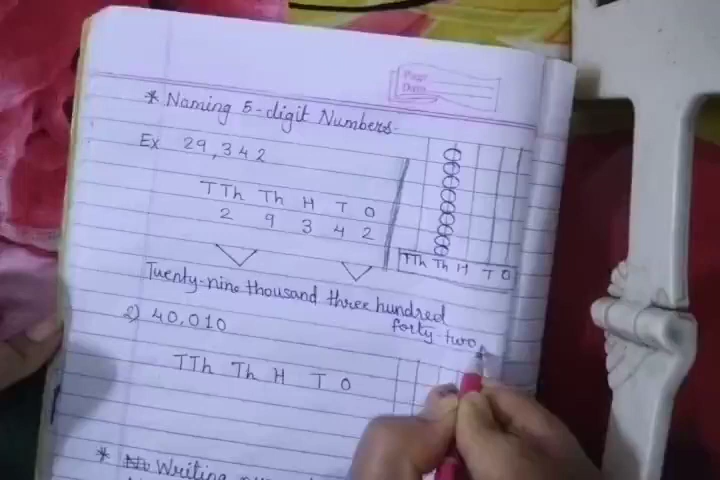 Page
Date
* Naming 5-digit Numbers-
Ex 29,342
TTh Th H T O
2 9 3 4 2
TTh Th H T O
Twenty-nine thousand three hundred
forty two
2) 40,010
TTh Th H T O
* Writing